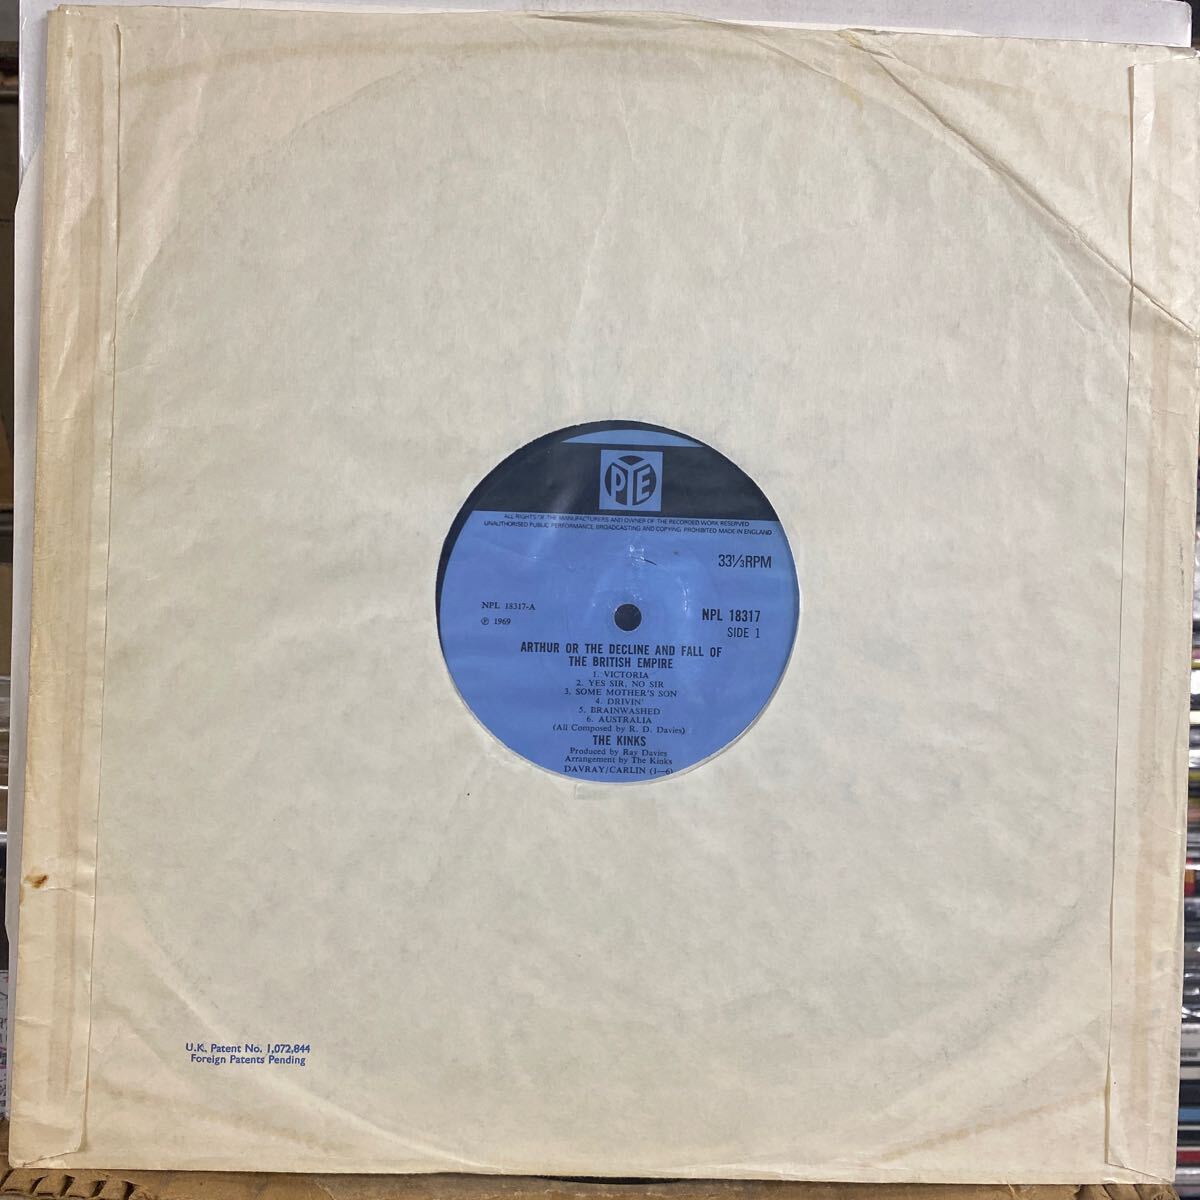 PYE
ALL RIGHTS OF THE MANUFACTURERS AND OWNER OF THE RECORDED WORK RESERVED
UNAUTHORISED PUBLIC PERFORMANCE BROADCASTING AND COPYING PROHIBITED MADE IN ENGLAND
33⅓RPM
NPL 18317-A
℗ 1969
NPL 18317
SIDE 1
ARTHUR OR THE DECLINE AND FALL OF
THE BRITISH EMPIRE
1. VICTORIA
2. YES SIR, NO SIR
3. SOME MOTHER'S SON
4. DRIVIN'
5. BRAINWASHED
6. AUSTRALIA
(All Composed by R. D. Davies)
THE KINKS
Produced by Ray Davies
Arrangement by The Kinks
DAVRAY/CARLIN (1—6)
U.K. Patent No. 1,072,844
Foreign Patents Pending